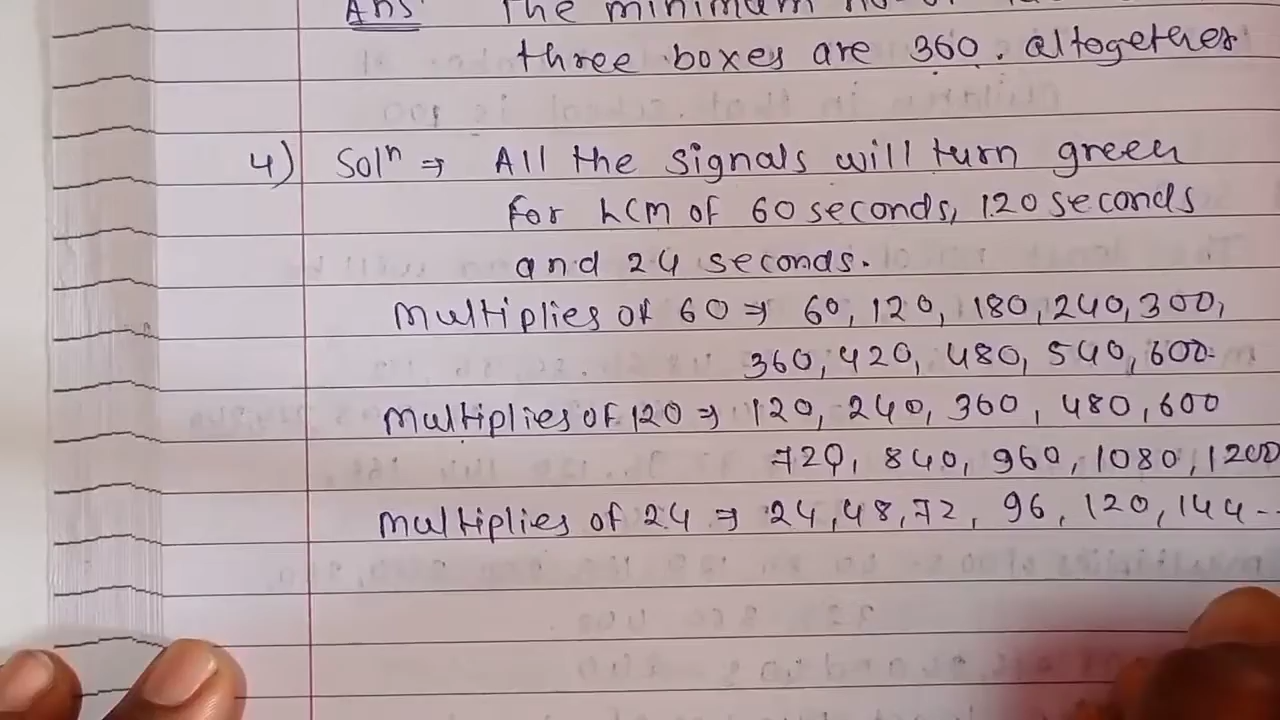 Ans: The minimum no. of
three boxes are 360. altogether
4) Solⁿ ⇒ All the signals will turn green
for LCM of 60 seconds, 120 seconds
and 24 seconds.
Multiplies of 60 ⇒ 60, 120, 180, 240, 300,
360, 420, 480, 540, 600.
Multiplies of 120 ⇒ 120, 240, 360, 480, 600
720, 840, 960, 1080, 1200
Multiplies of 24 ⇒ 24, 48, 72, 96, 120, 144--